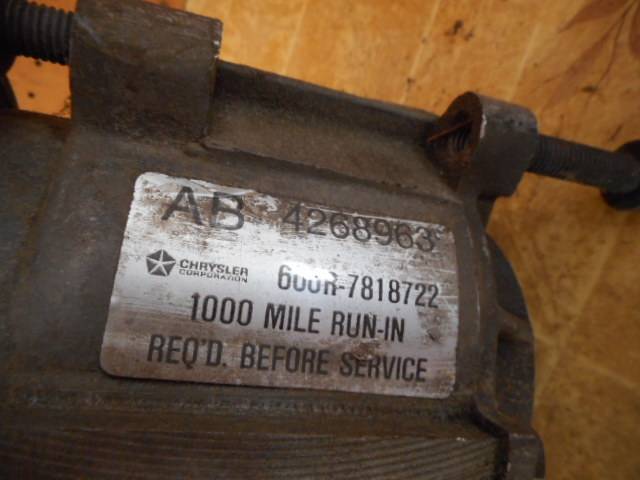 AB 4268963
CHRYSLER
CORPORATION
600R-7818722
1000 MILE RUN-IN
REQ'D. BEFORE SERVICE